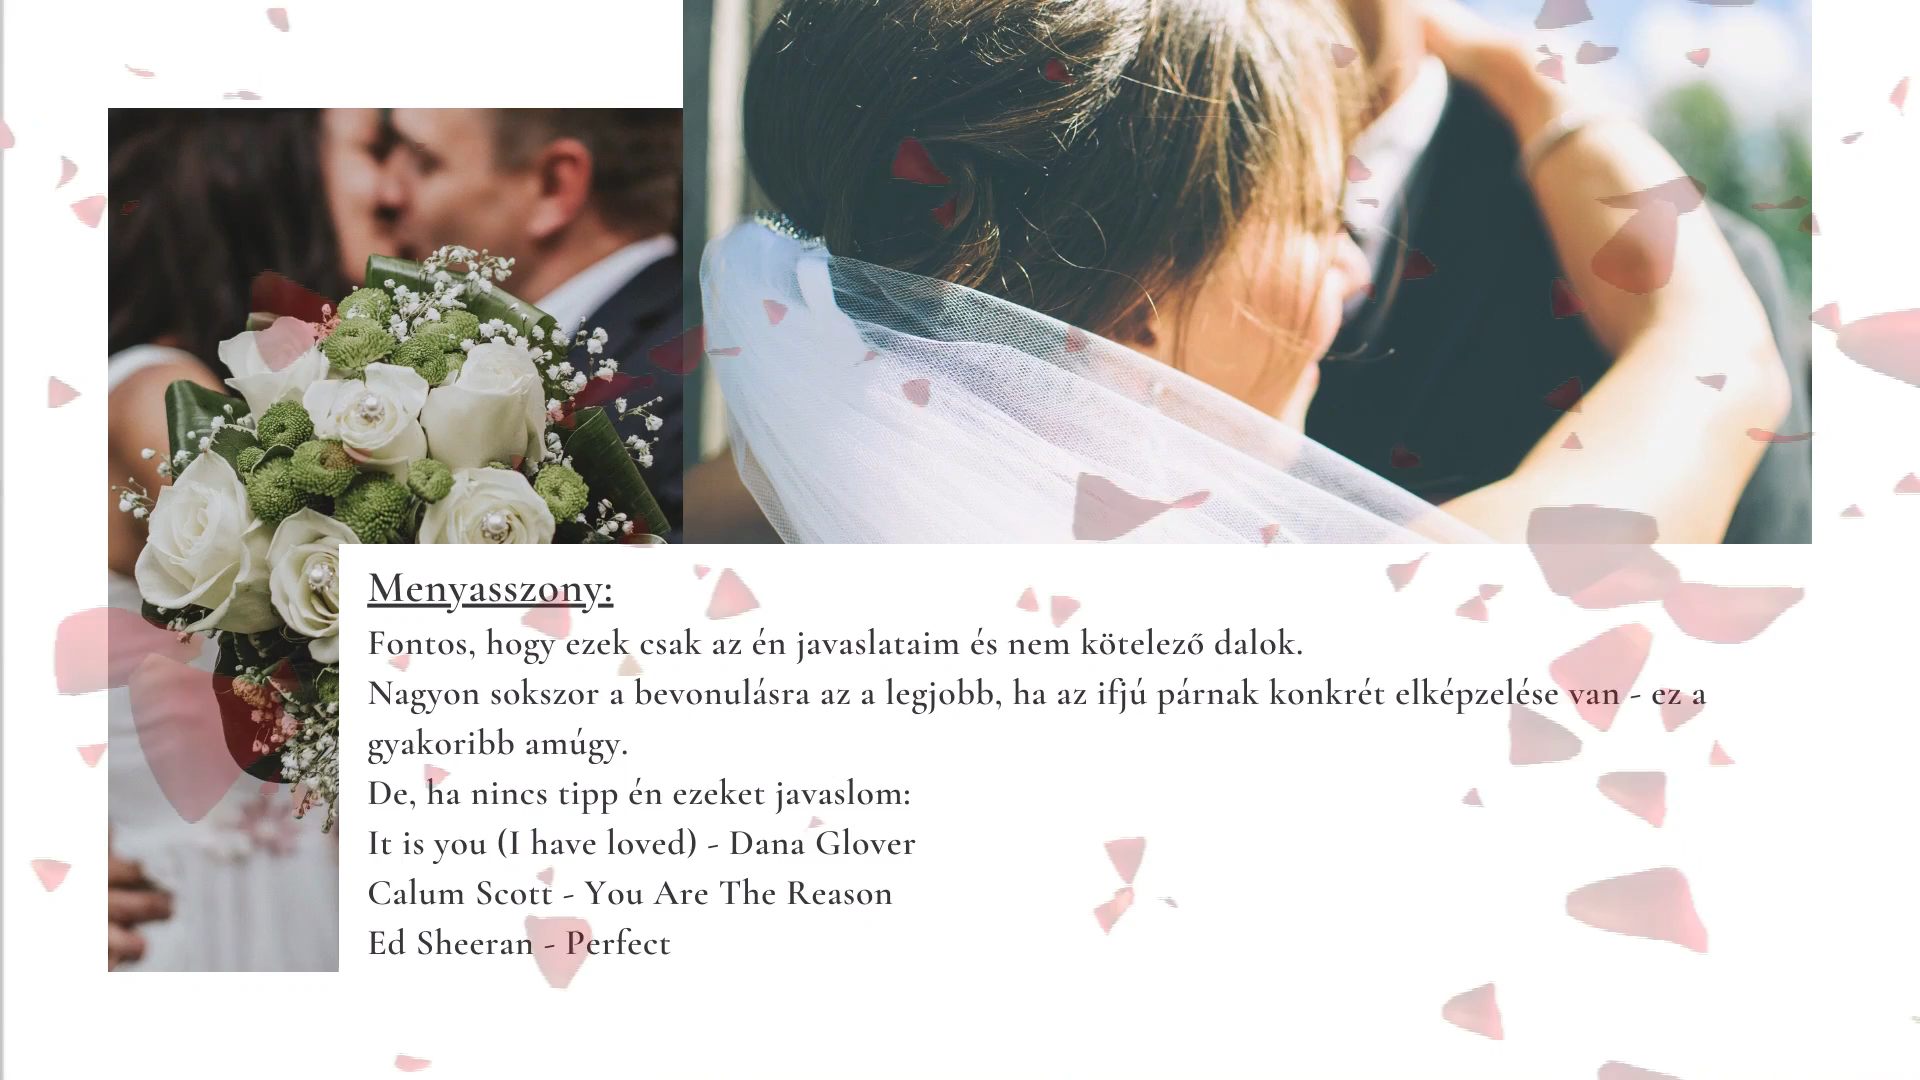 Menyasszony:
Fontos, hogy ezek csak az én javaslataim és nem kötelező dalok.
Nagyon sokszor a bevonulásra az a legjobb, ha az ifjú párnak konkrét elképzelése van - ez a
gyakoribb amúgy.
De, ha nincs tipp én ezeket javaslom:
It is you (I have loved) - Dana Glover
Calum Scott - You Are The Reason
Ed Sheeran - Perfect